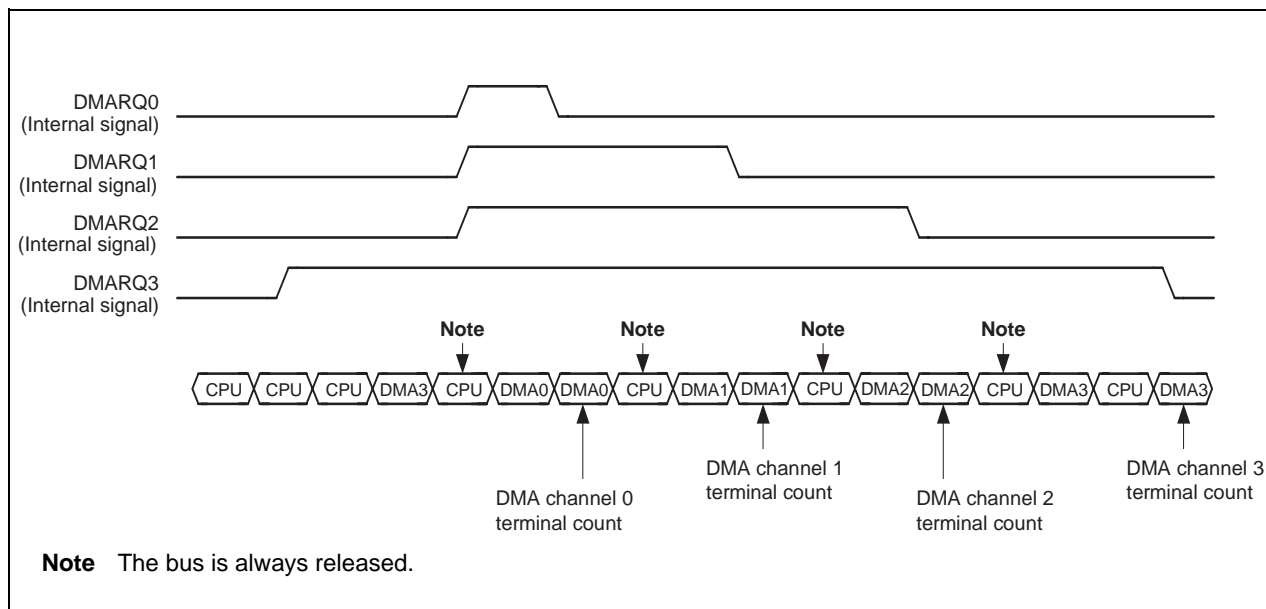 DMARQ0
(Internal signal)
DMARQ1
(Internal signal)
DMARQ2
(Internal signal)
DMARQ3
(Internal signal)
Note Note Note Note
CPU CPU CPU DMA3 CPU DMA0 DMA0 CPU DMA1 DMA1 CPU DMA2 DMA2 CPU DMA3 CPU DMA3
DMA channel 0
terminal count
DMA channel 1
terminal count
DMA channel 2
terminal count
DMA channel 3
terminal count
Note The bus is always released.